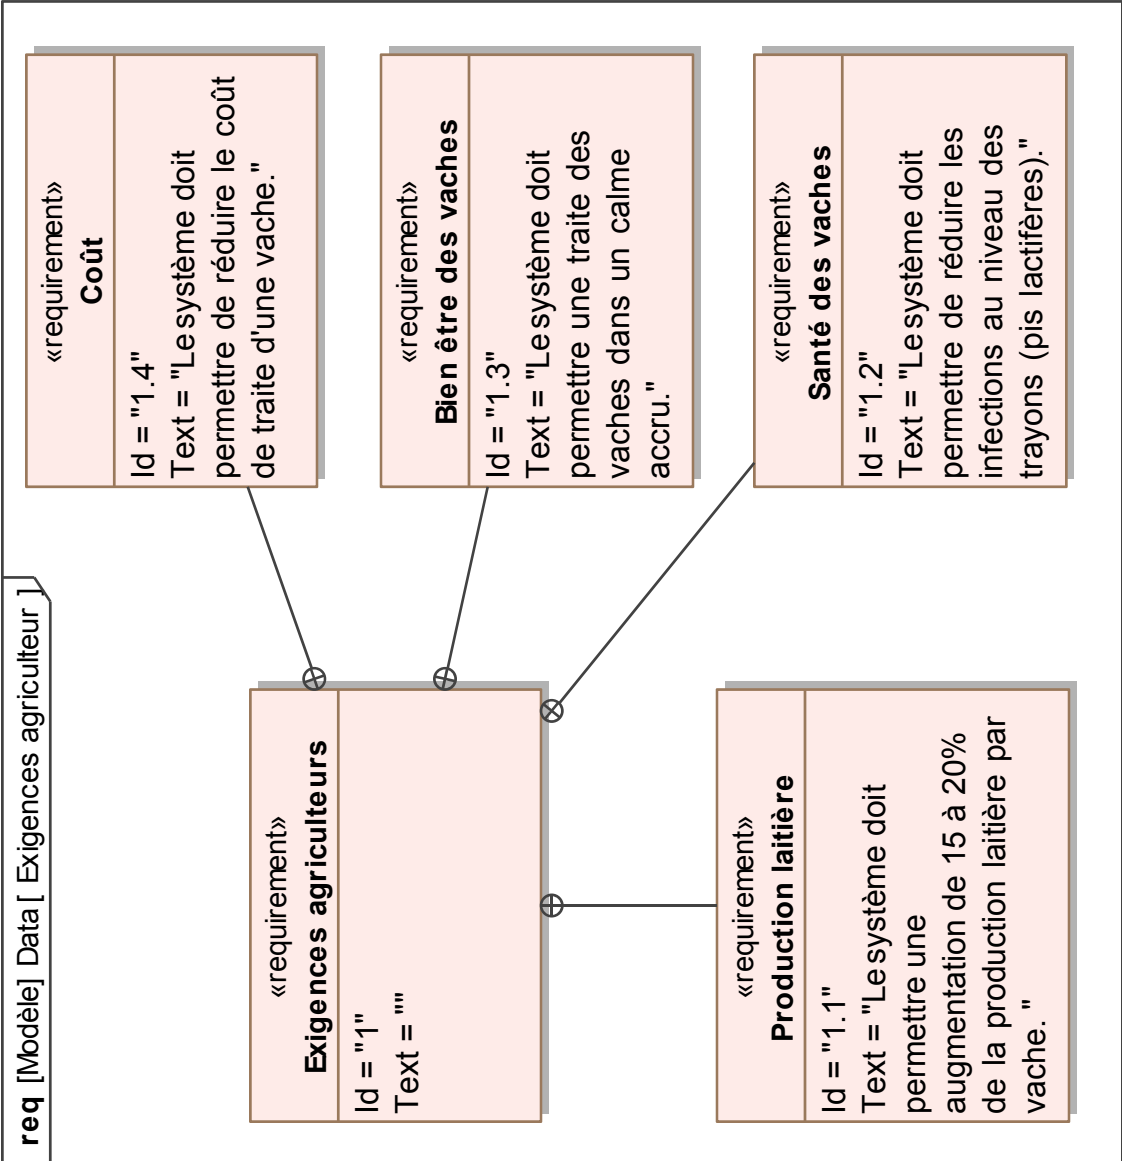 req [Modèle] Data [ Exigences agriculteur ]
«requirement»
Exigences agriculteurs
Id = "1"
Text = ""
«requirement»
Production laitière
Id = "1.1"
Text = "Le système doit
permettre une
augmentation de 15 à 20%
de la production laitière par
vache."
«requirement»
Coût
Id = "1.4"
Text = "Le système doit
permettre de réduire le coût
de traite d'une vache."
«requirement»
Bien être des vaches
Id = "1.3"
Text = "Le système doit
permettre une traite des
vaches dans un calme
accru."
«requirement»
Santé des vaches
Id = "1.2"
Text = "Le système doit
permettre de réduire les
infections au niveau des
trayons (pis lactifères)."